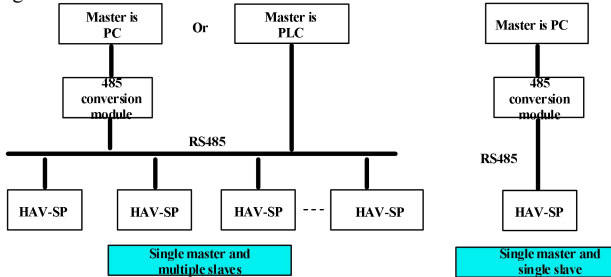 g
Master is
PC
Or
Master is
PLC
485
conversion
module
RS485
HAV-SP
HAV-SP
HAV-SP
---
HAV-SP
Single master and
multiple slaves
Master is PC
485
conversion
module
RS485
HAV-SP
Single master and
single slave